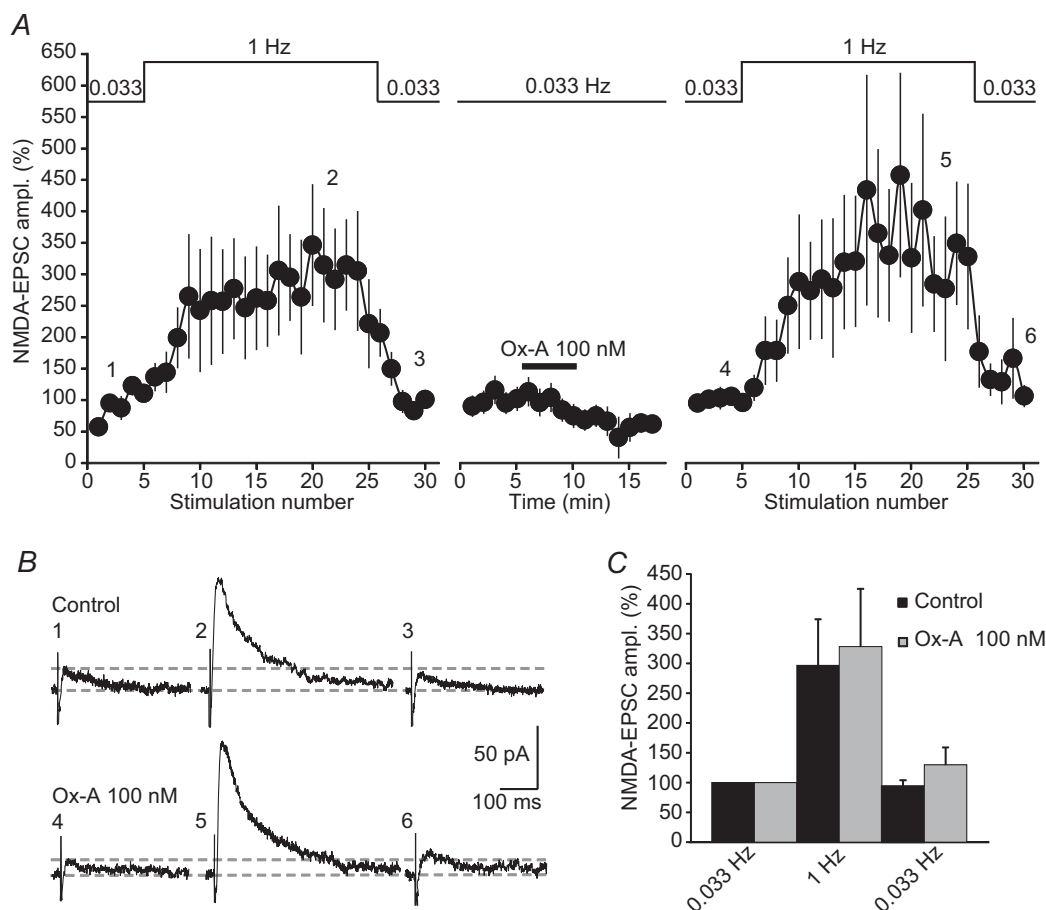 A
1 Hz
0.033
0.033
0.033 Hz
1 Hz
0.033
0.033
NMDA-EPSC ampl. (%)
650
600
550
500
450
400
350
300
250
200
150
100
50
0
1
2
3
Ox-A 100 nM
4
5
6
0 5 10 15 20 25 30
Stimulation number
0 5 10 15
Time (min)
0 5 10 15 20 25 30
Stimulation number
B
Control
1
2
3
50 pA
100 ms
Ox-A 100 nM
4
5
6
C
NMDA-EPSC ampl. (%)
450
400
350
300
250
200
150
100
50
0
Control
Ox-A 100 nM
0.033 Hz
1 Hz
0.033 Hz